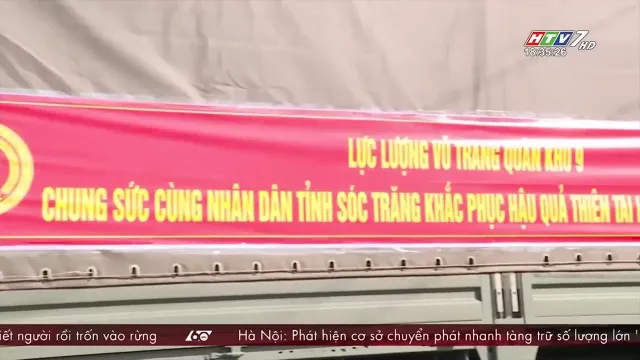 HTV7 HD
18:35:26
LỰC LƯỢNG VŨ TRANG QUÂN KHU 9
CHUNG SỨC CÙNG NHÂN DÂN TỈNH SÓC TRĂNG KHẮC PHỤC HẬU QUẢ THIÊN TAI
iết người rồi trốn vào rừng 60 Hà Nội: Phát hiện cơ sở chuyển phát nhanh tàng trữ số lượng lớn '